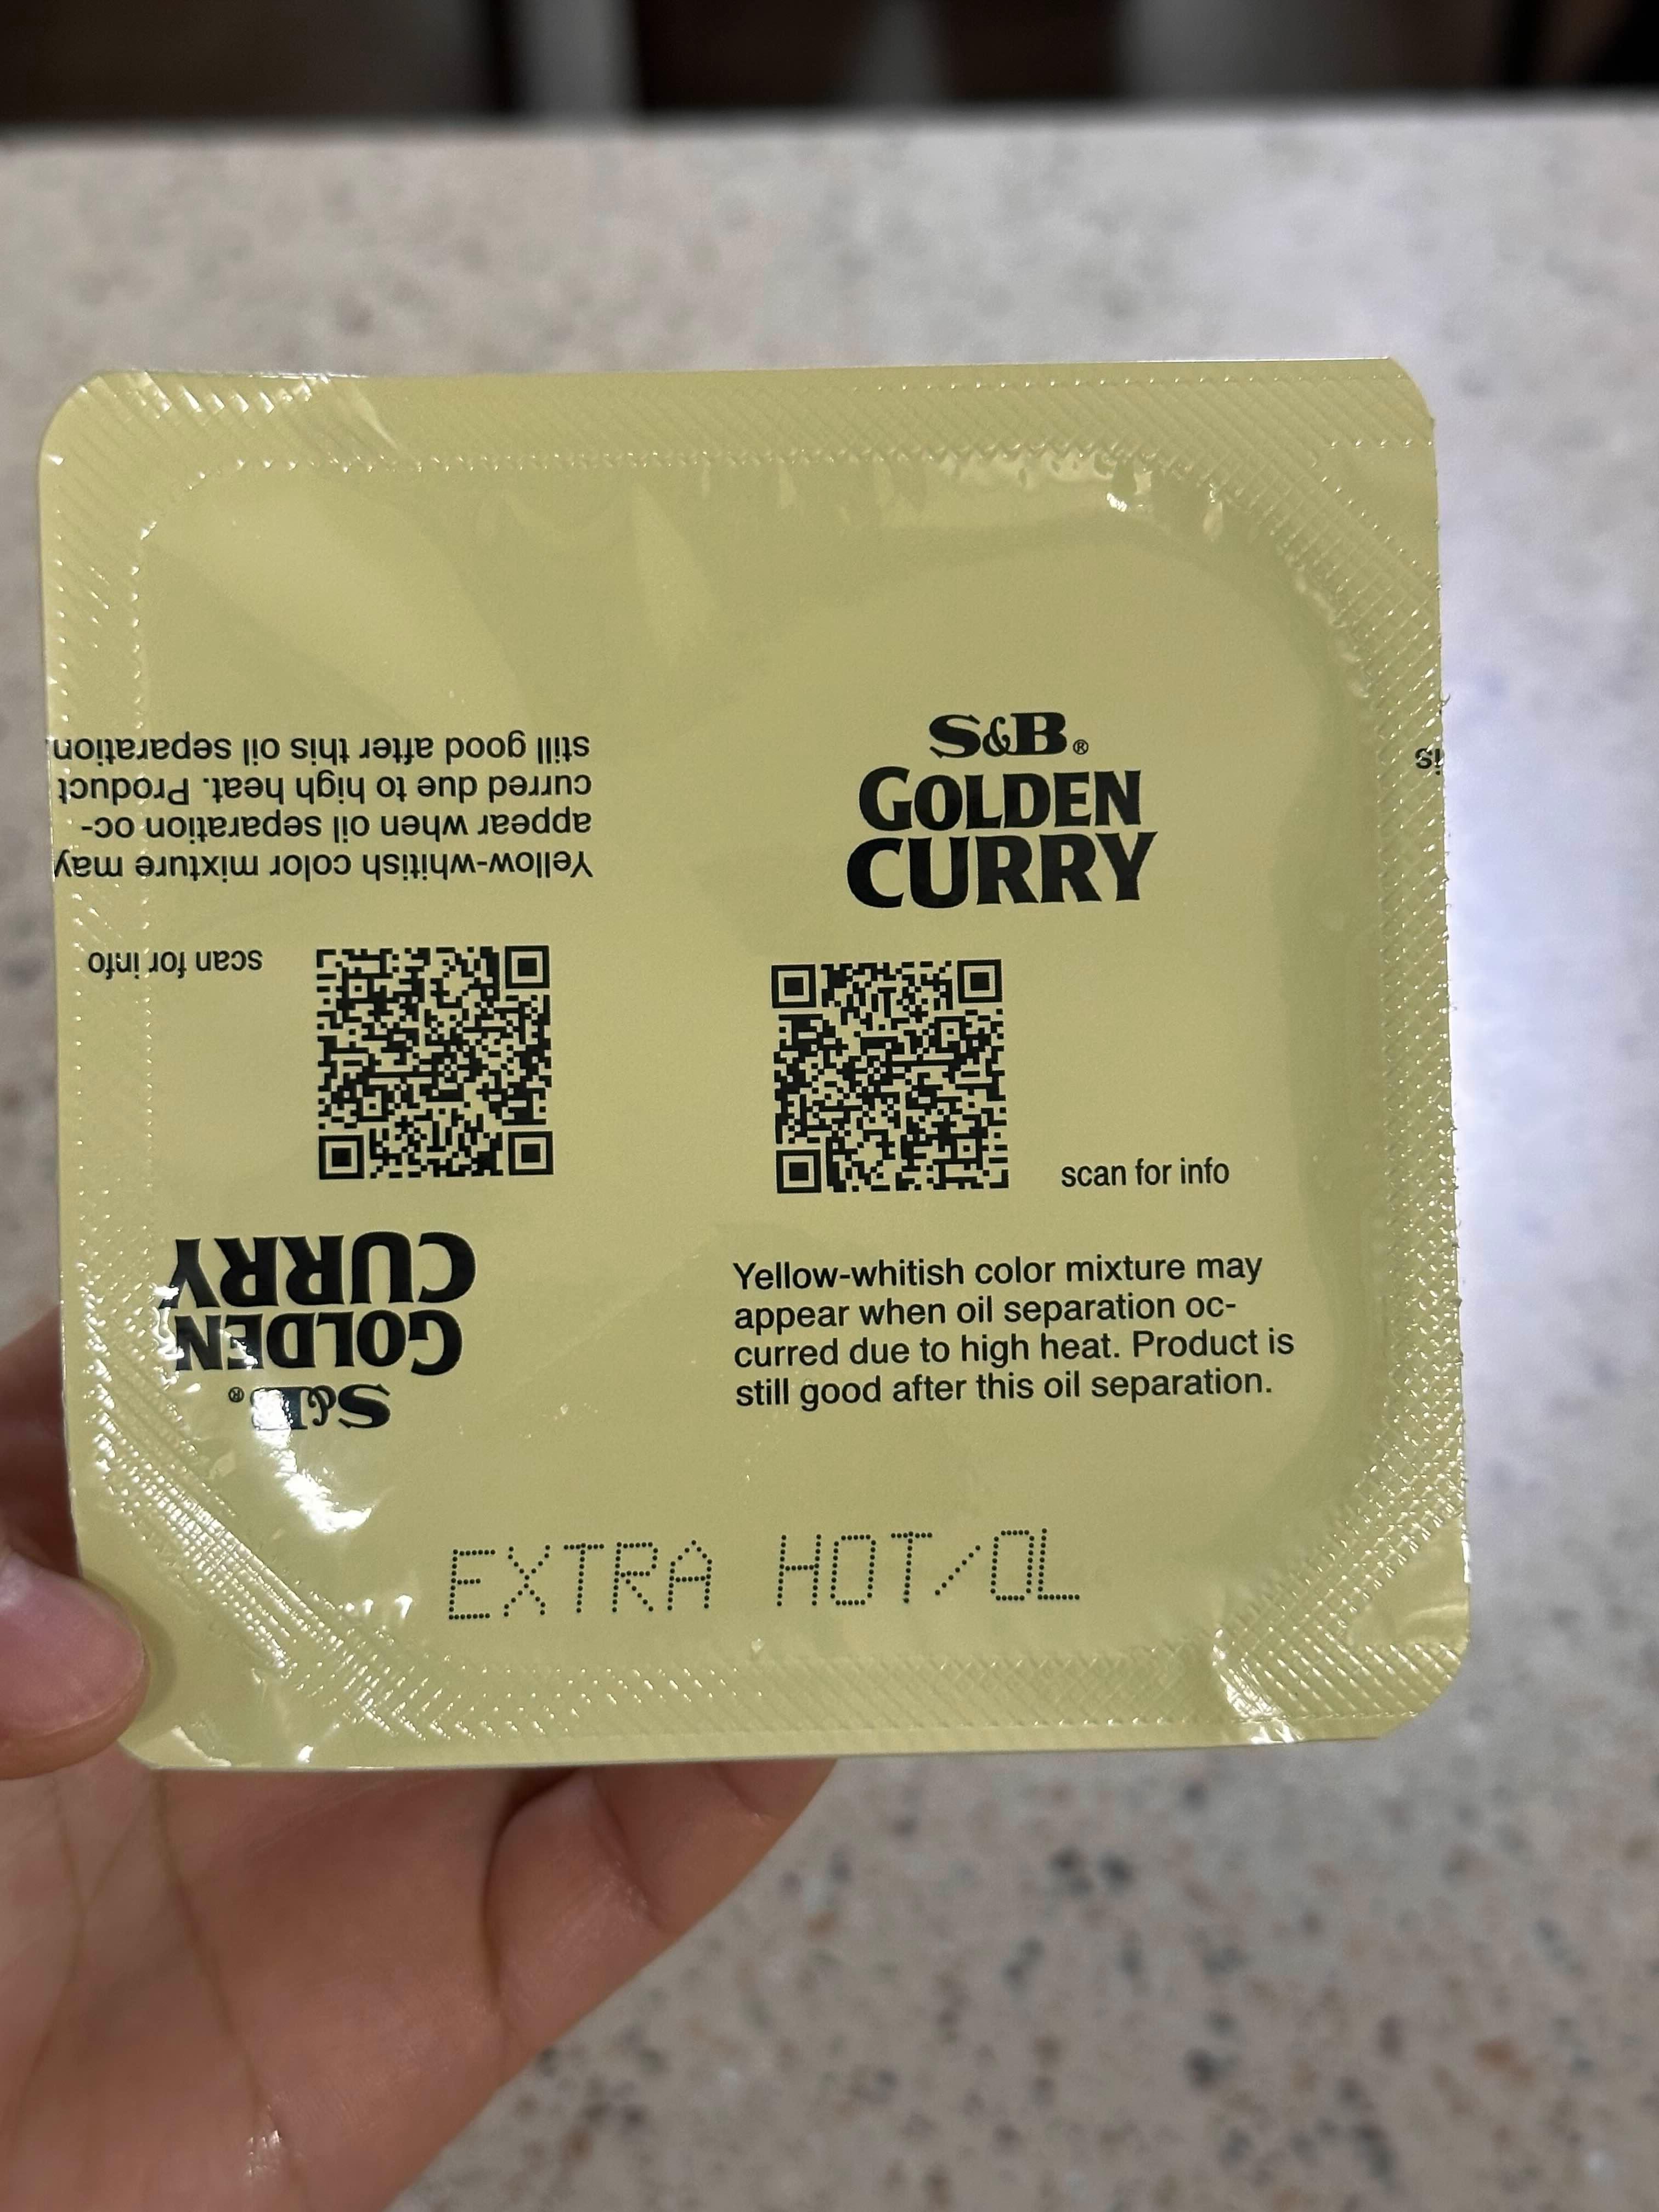 S&B®
GOLDEN
CURRY
scan for info
Yellow-whitish color mixture may
appear when oil separation oc-
curred due to high heat. Product is
still good after this oil separation.
is
Yellow-whitish color mixture may
appear when oil separation oc-
curred due to high heat. Product
still good after this oil separation.
scan for info
S&B®
GOLDEN
CURRY
EXTRA HOT/OL